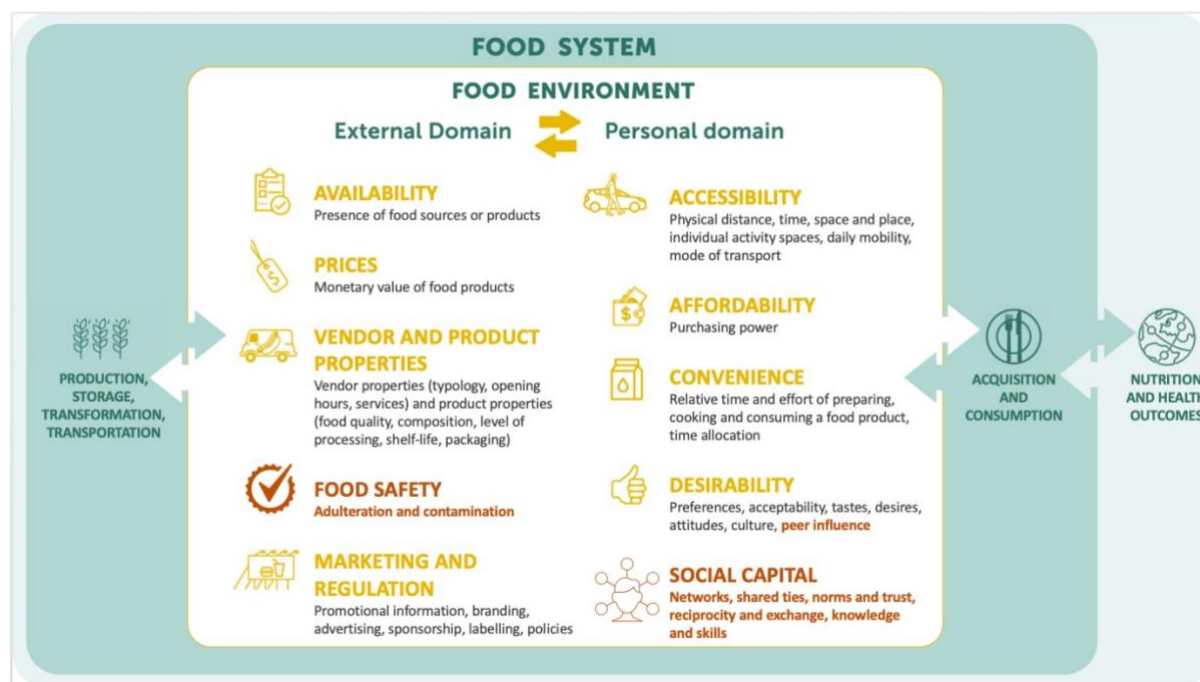 FOOD SYSTEM
FOOD ENVIRONMENT
External Domain
Personal domain
AVAILABILITY
Presence of food sources or products
PRICES
Monetary value of food products
VENDOR AND PRODUCT
PROPERTIES
Vendor properties (typology, opening
hours, services) and product properties
(food quality, composition, level of
processing, shelf-life, packaging)
FOOD SAFETY
Adulteration and contamination
MARKETING AND
REGULATION
Promotional information, branding,
advertising, sponsorship, labelling, policies
ACCESSIBILITY
Physical distance, time, space and place,
individual activity spaces, daily mobility,
mode of transport
AFFORDABILITY
Purchasing power
CONVENIENCE
Relative time and effort of preparing,
cooking and consuming a food product,
time allocation
DESIRABILITY
Preferences, acceptability, tastes, desires,
attitudes, culture, peer influence
SOCIAL CAPITAL
Networks, shared ties, norms and trust,
reciprocity and exchange, knowledge
and skills
PRODUCTION,
STORAGE,
TRANSFORMATION,
TRANSPORTATION
ACQUISITION
AND
CONSUMPTION
NUTRITION
AND HEALTH
OUTCOMES